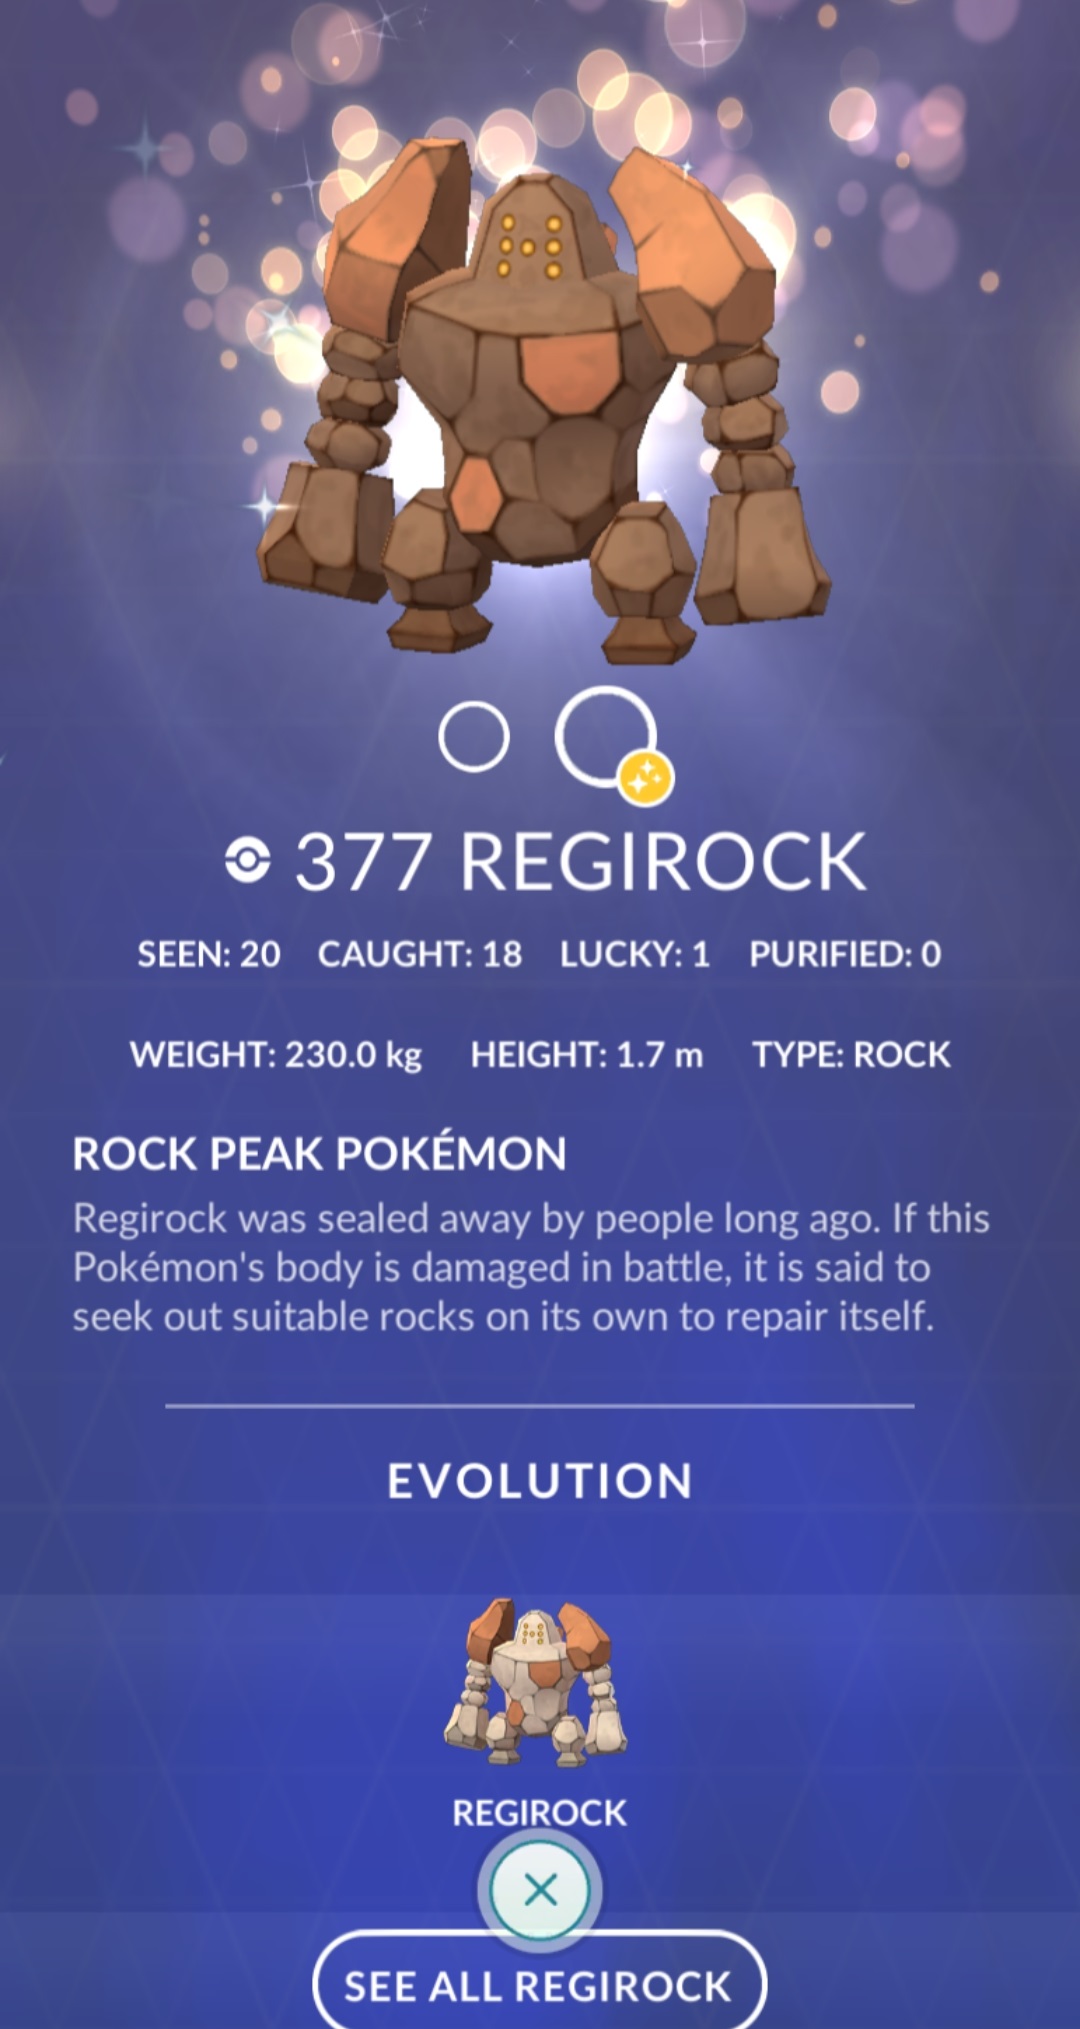 377 REGIROCK
SEEN: 20 CAUGHT: 18 LUCKY: 1 PURIFIED: 0
WEIGHT: 230.0 kg HEIGHT: 1.7 m TYPE: ROCK
ROCK PEAK POKÉMON
Regirock was sealed away by people long ago. If this
Pokémon's body is damaged in battle, it is said to
seek out suitable rocks on its own to repair itself.
EVOLUTION
REGIROCK
SEE ALL REGIROCK